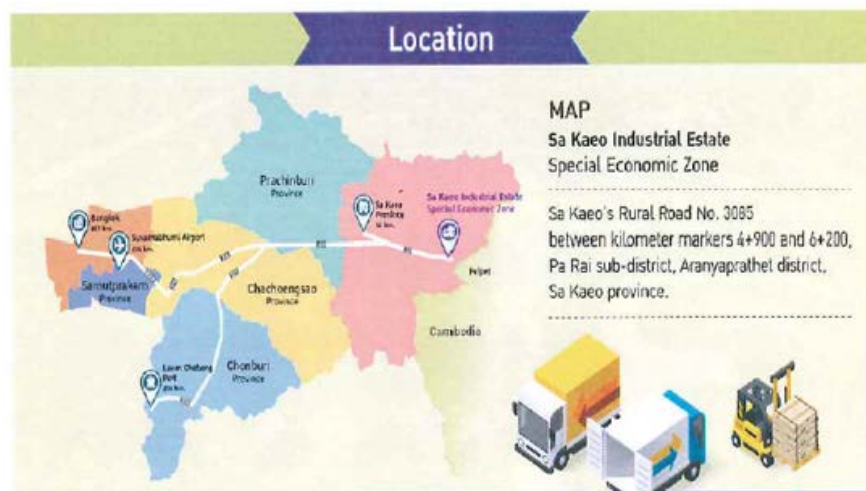 Location
MAP
Sa Kaeo Industrial Estate
Special Economic Zone
Sa Kaeo's Rural Road No. 3085
between kilometer markers 4+900 and 6+200,
Pa Rai sub-district, Aranyaprathet district,
Sa Kaeo province.
Prachinburi
Province
Bangkok
Suvarnabhumi Airport
Samutprakarn
Province
Chachoengsao
Province
Sa Kaeo
Province
Sa Kaeo Industrial Estate
Special Economic Zone
Poipet
Cambodia
Laem Chabang
Port
Chonburi
Province